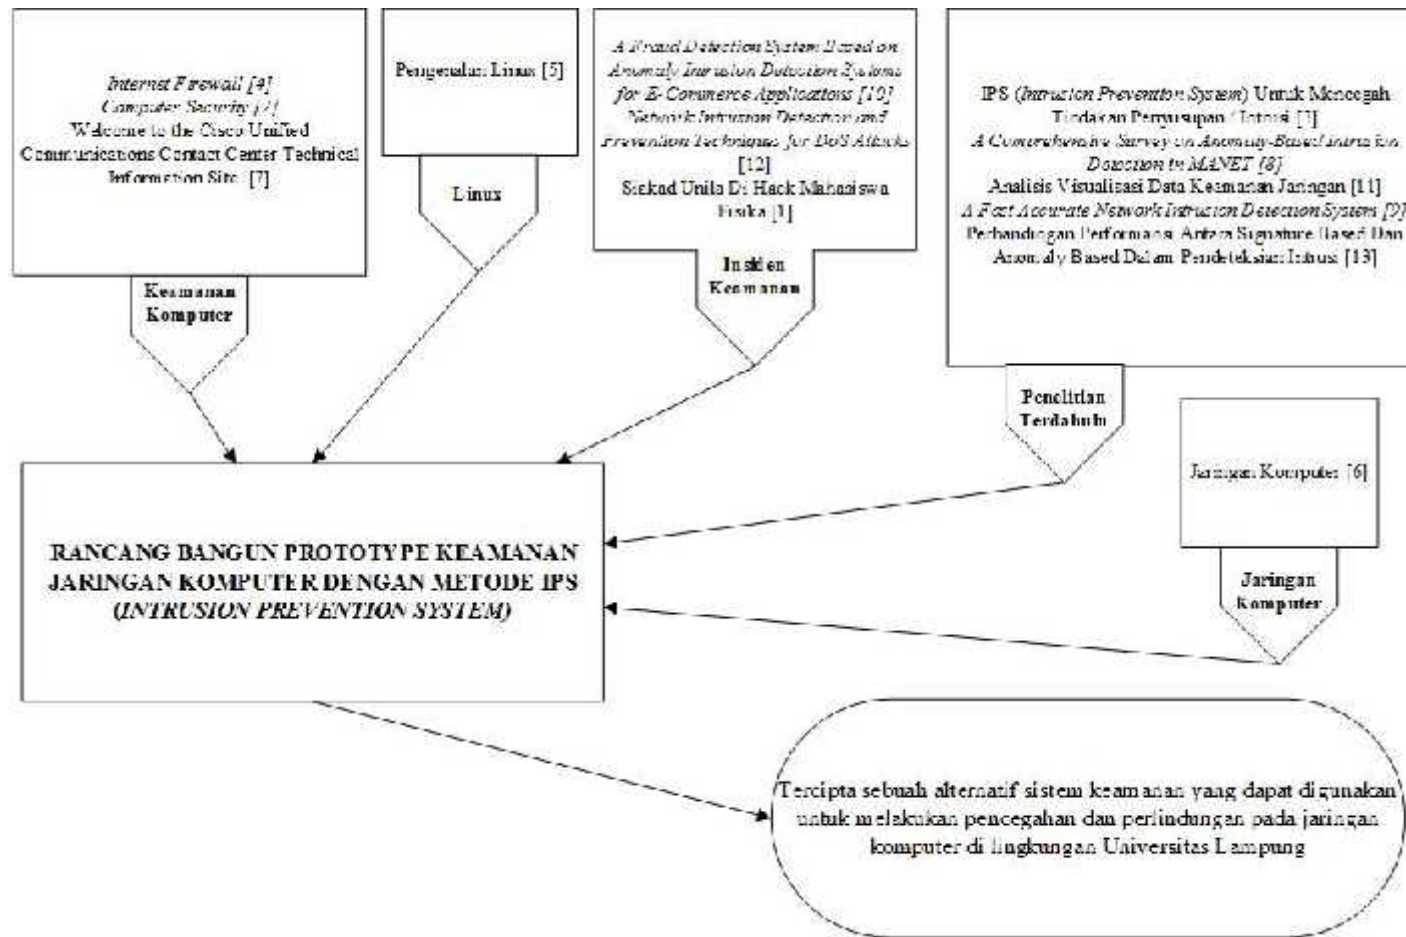 Internet Firewall [4]
Computer Security [2]
Welcome to the Cisco Unified
Communications Contact Center Technical
Information Site [7]
Keamanan
Komputer
Pengenalan Linux [5]
Linux
A Fraud Detection System Based on
Anomaly Intrusion Detection Systems
for E-Commerce Applications [10]
Network Intrusion Detection and
Prevention Techniques for DoS Attacks
[12]
Siakad Unila Di Hack Mahasiswa
Fisika [1]
Insiden
Keamanan
IPS (Intrusion Prevention System) Untuk Mencegah
Tindakan Penyusupan / Intrusi [3]
A Comprehensive Survey on Anomaly-Based Intrusion
Detection in MANET [8]
Analisis Visualisasi Data Keamanan Jaringan [11]
A Fast Accurate Network Intrusion Detection System [9]
Perbandingan Performansi Antara Signature Based Dan
Anomaly Based Dalam Pendeteksian Intrusi [13]
Penelitian
Terdahulu
Jaringan Komputer [6]
Jaringan
Komputer
RANCANG BANGUN PROTOTYPE KEAMANAN
JARINGAN KOMPUTER DENGAN METODE IPS
(INTRUSION PREVENTION SYSTEM)
Tercipta sebuah alternatif sistem keamanan yang dapat digunakan
untuk melakukan pencegahan dan perlindungan pada jaringan
komputer di lingkungan Universitas Lampung